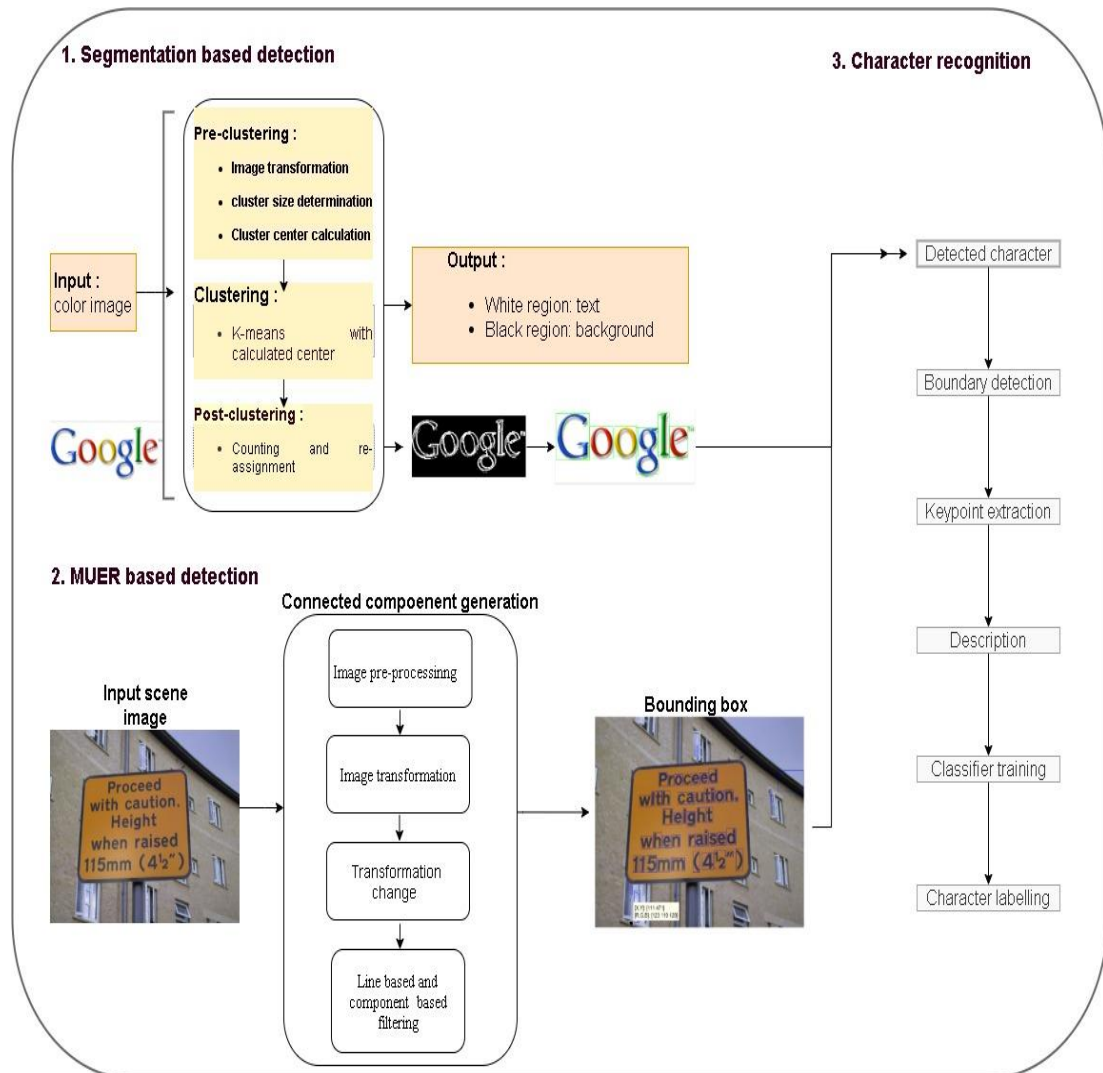 1. Segmentation based detection
Pre-clustering :
• Image transformation
• cluster size determination
• Cluster center calculation
Input :
color image
Clustering :
• K-means with
calculated center
Output :
• White region: text
• Black region: background
Post-clustering :
• Counting and re-
assignment
Google
Google
Google
2. MUER based detection
Connected compoenent generation
Input scene
image
Proceed
with caution.
Height
when raised
115mm (4½")
Image pre-processinng
Image transformation
Transformation
change
Line based and
component based
filtering
Bounding box
Proceed
with caution.
Height
when raised
115mm (4½")
3. Character recognition
Detected character
Boundary detection
Keypoint extraction
Description
Classifier training
Character labelling